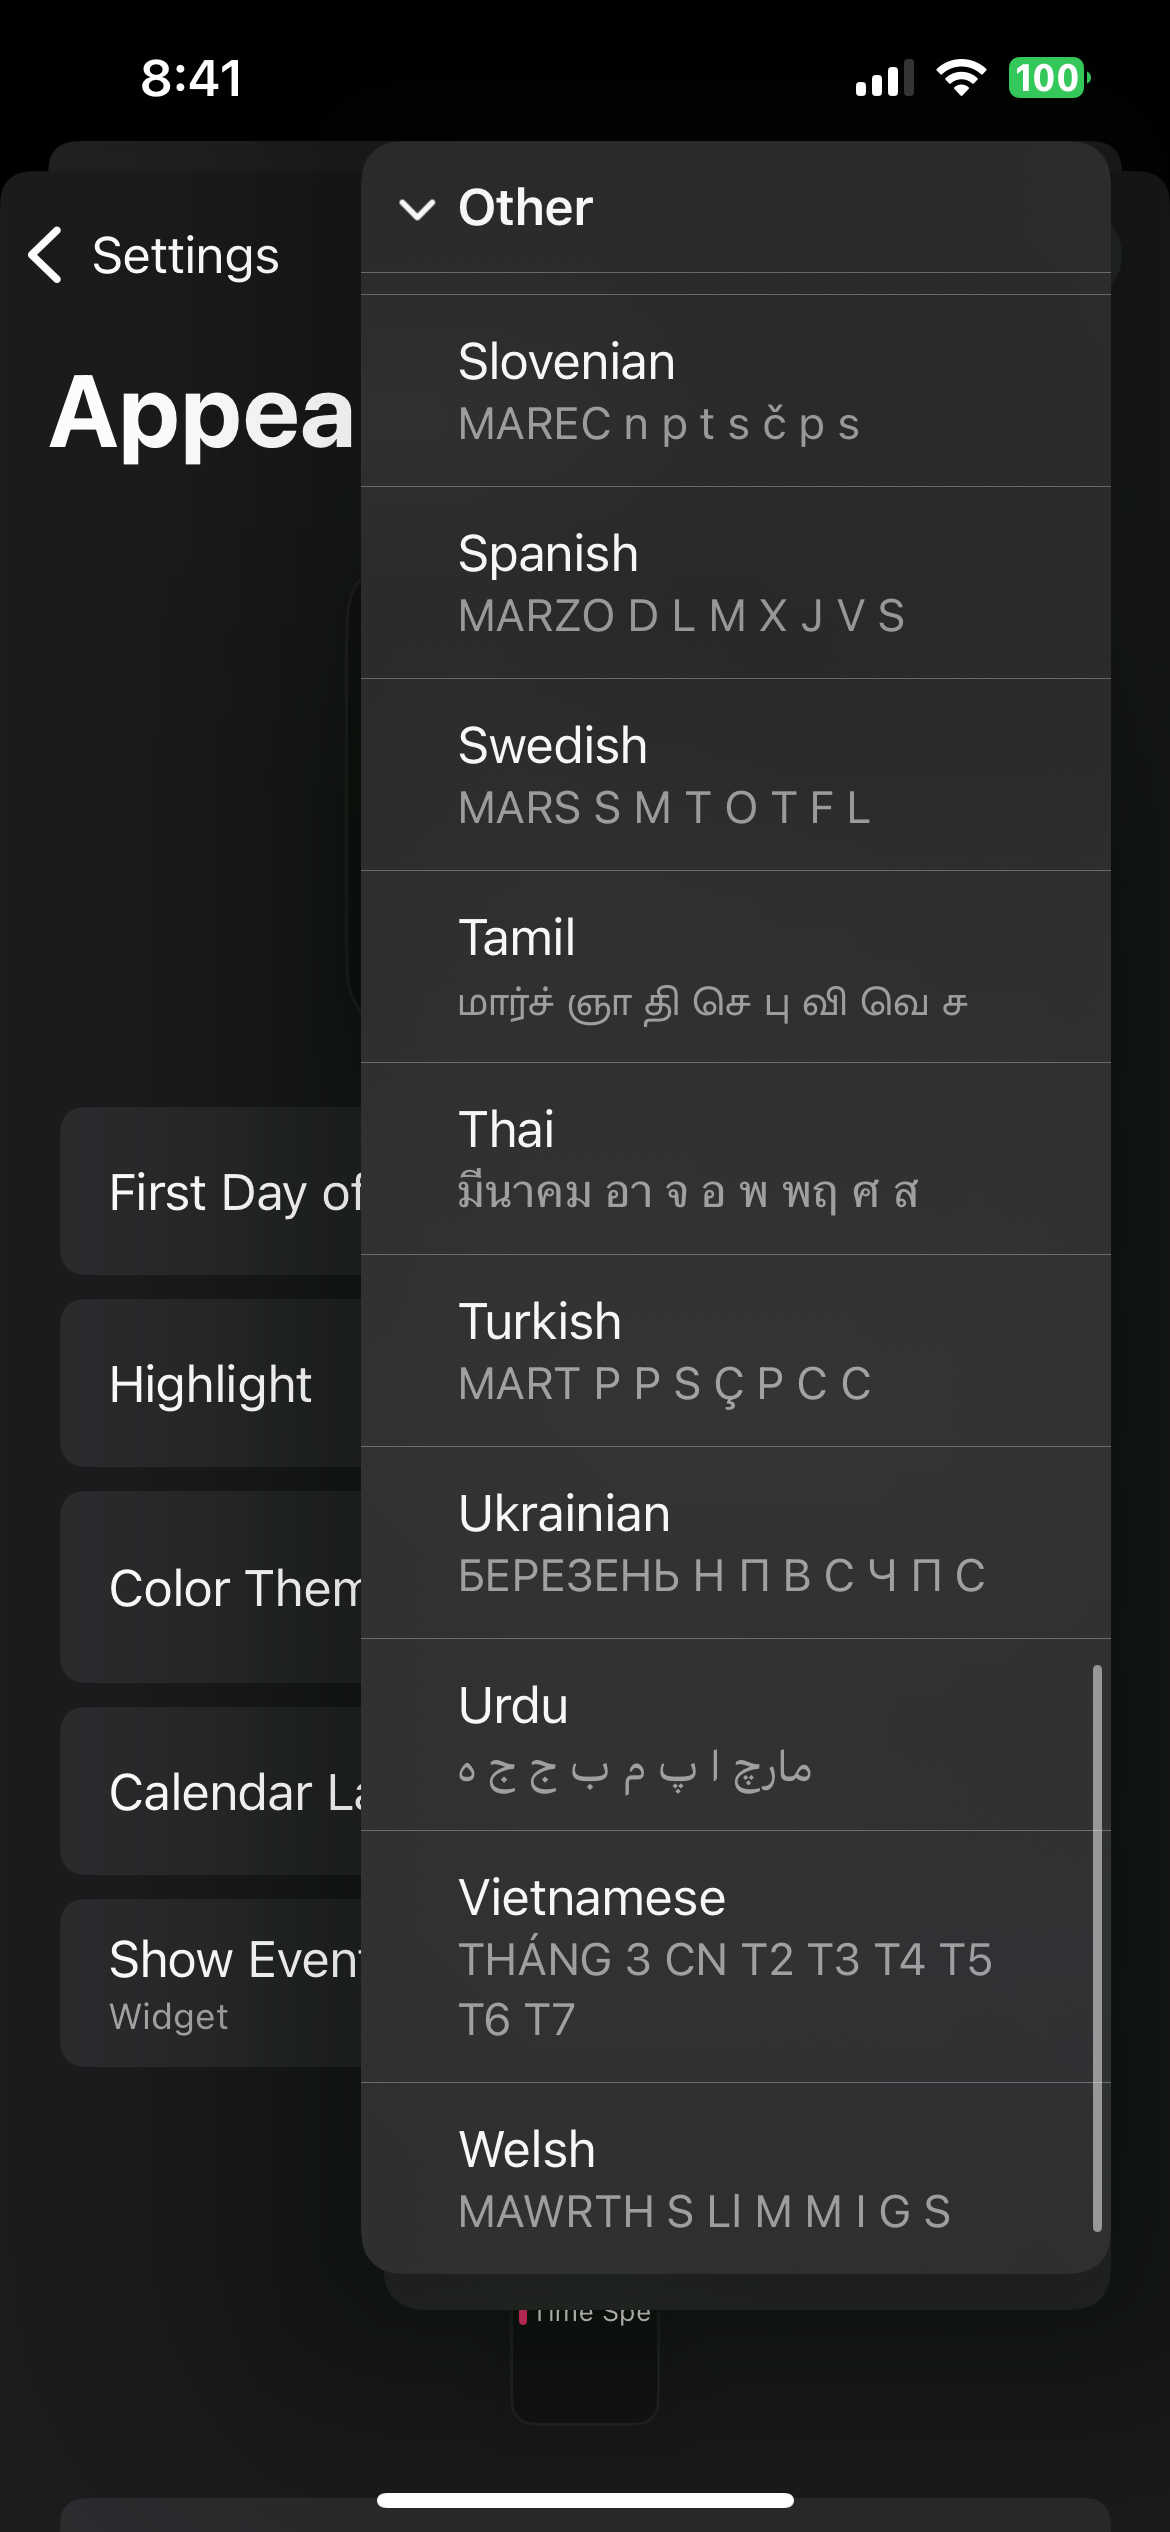 8:41
100
Other
Settings
Appea
Slovenian
MAREC n p t s č p s
Spanish
MARZO D L M X J V S
Swedish
MARS S M T O T F L
Tamil
மார்ச் ஞா தி செ பு வி வெ ச
Thai
มีนาคม อา จ อ พ พฤ ศ ส
First Day of
Turkish
MART P P S Ç P C C
Highlight
Ukrainian
БЕРЕЗЕНЬ Н П В С Ч П С
Color Them
Urdu
مارچ ا پ م ب ج ج ہ
Calendar La
Vietnamese
THÁNG 3 CN T2 T3 T4 T5
T6 T7
Show Event
Widget
Welsh
MAWRTH S Ll M M I G S
Time Spe